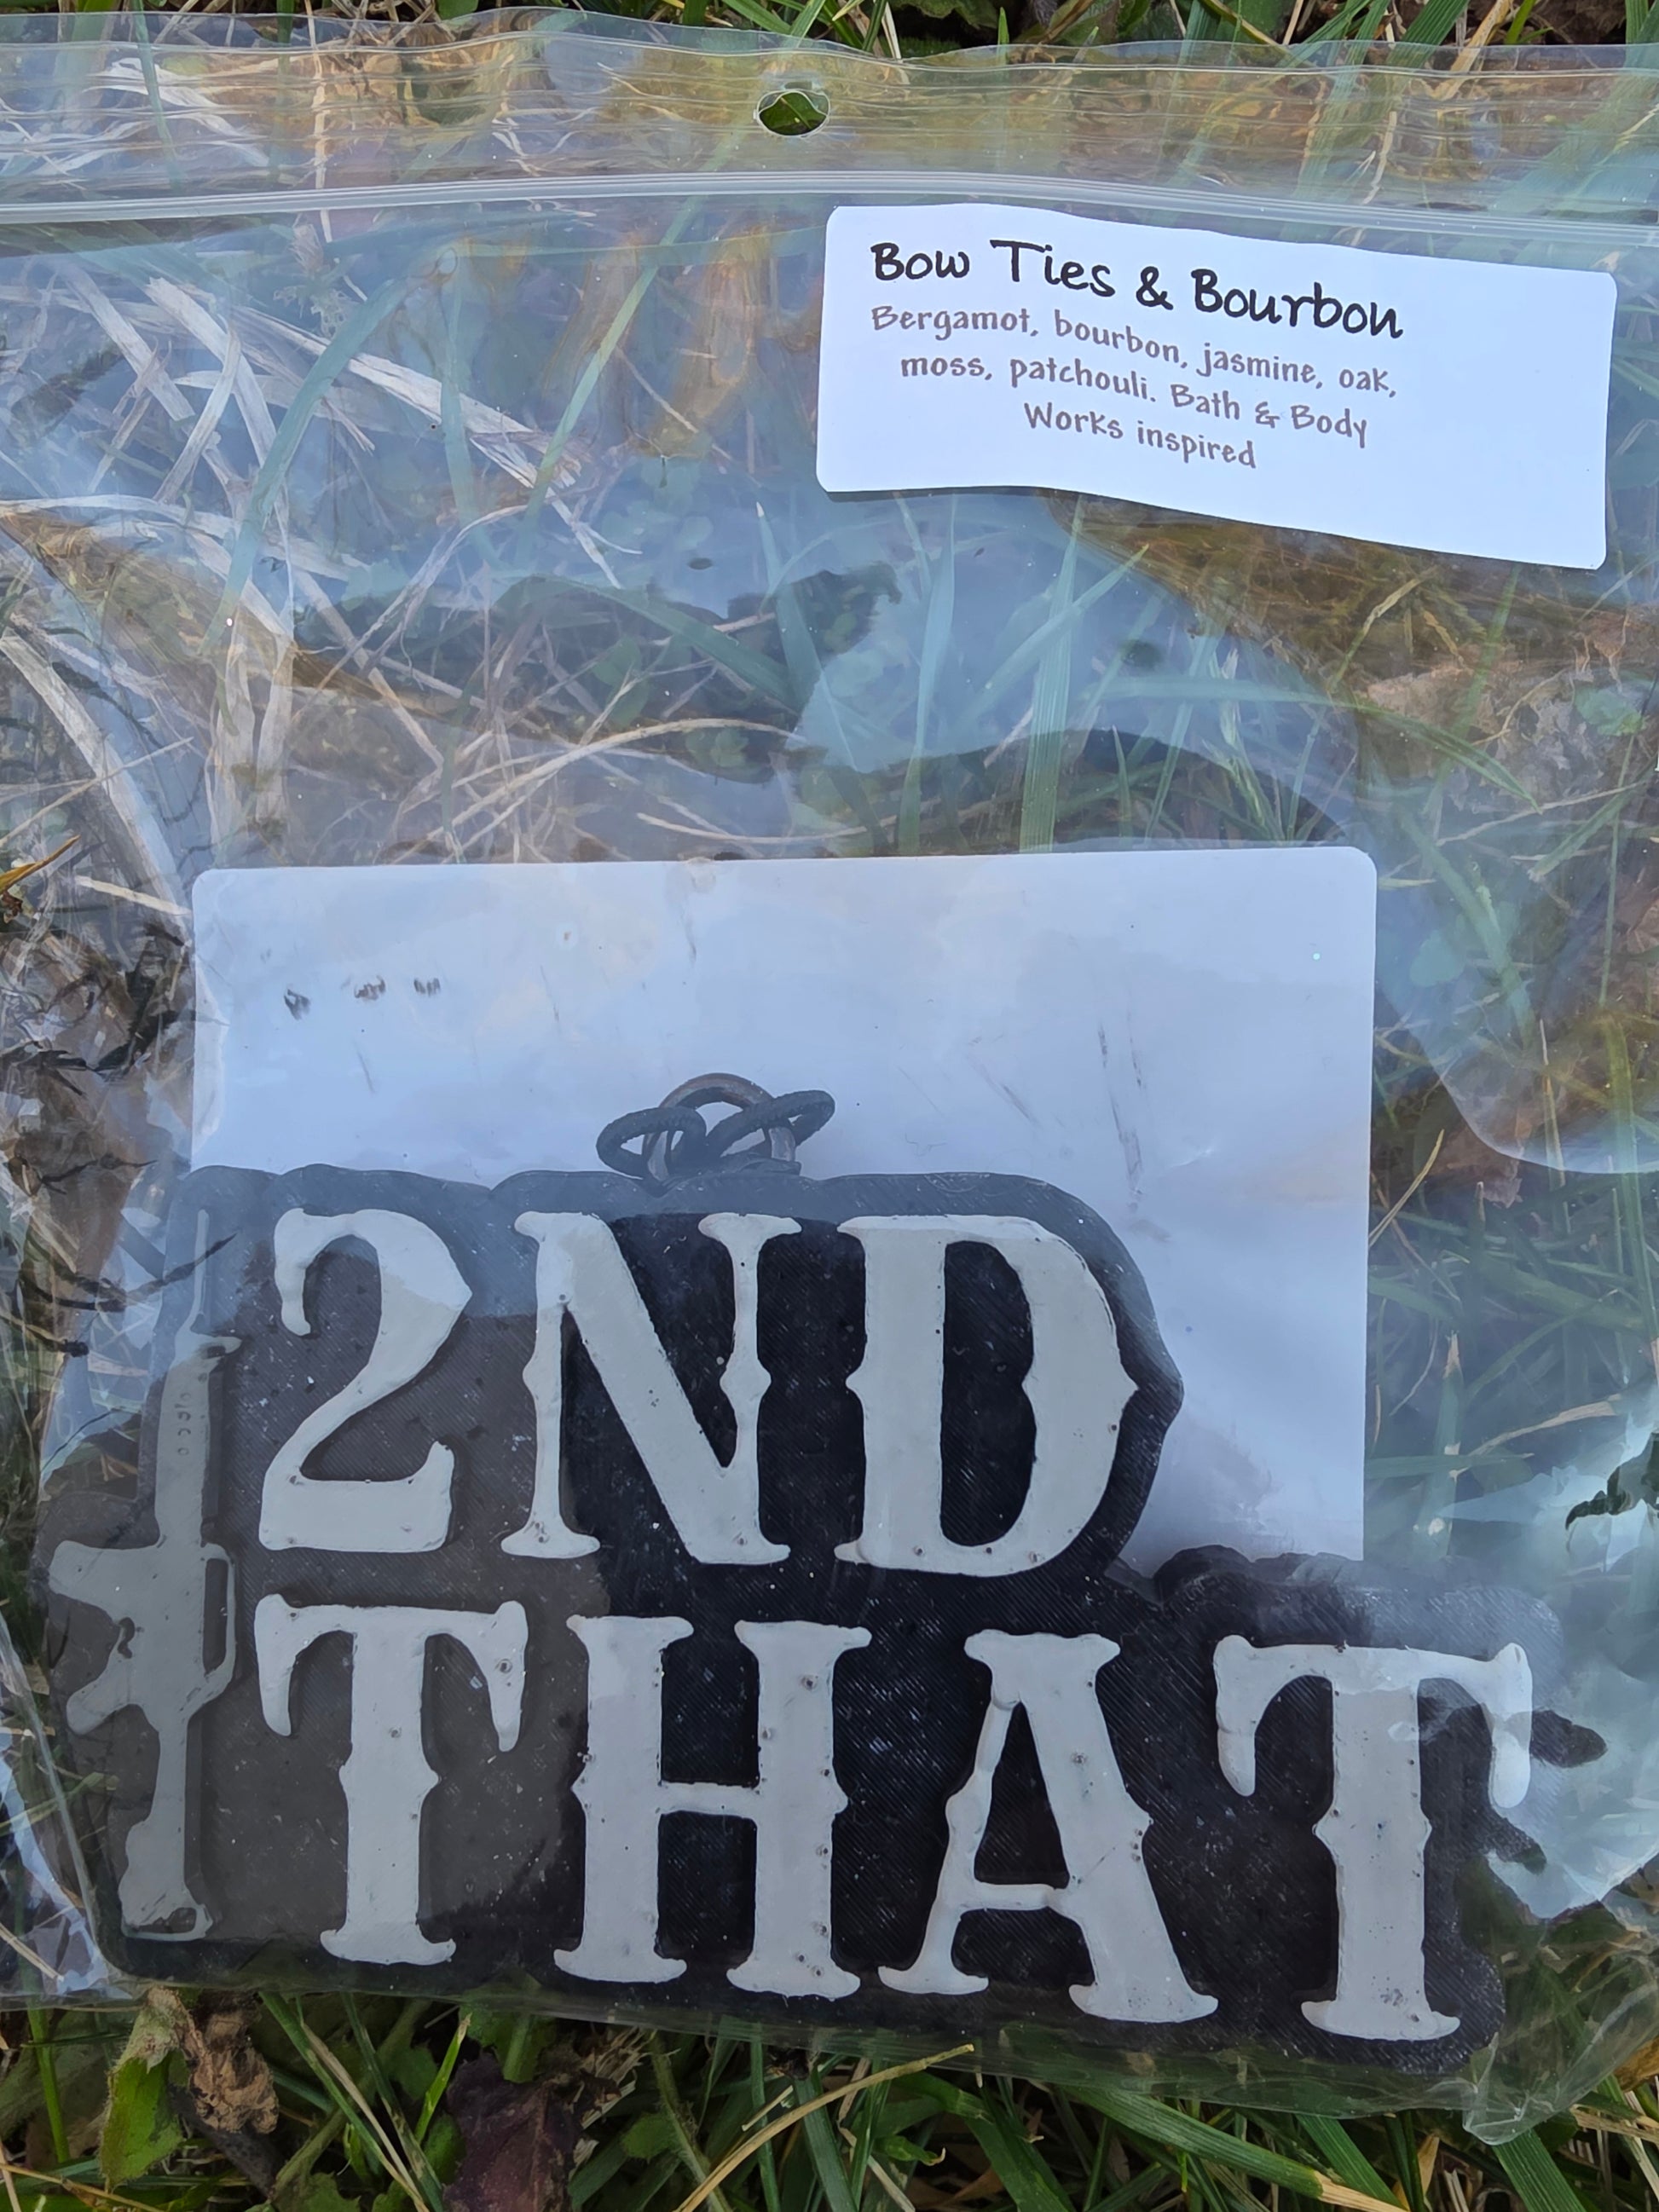 Bow Ties & Bourbon
Bergamot, bourbon, jasmine, oak,
moss, patchouli. Bath & Body
Works inspired
2ND
THAT